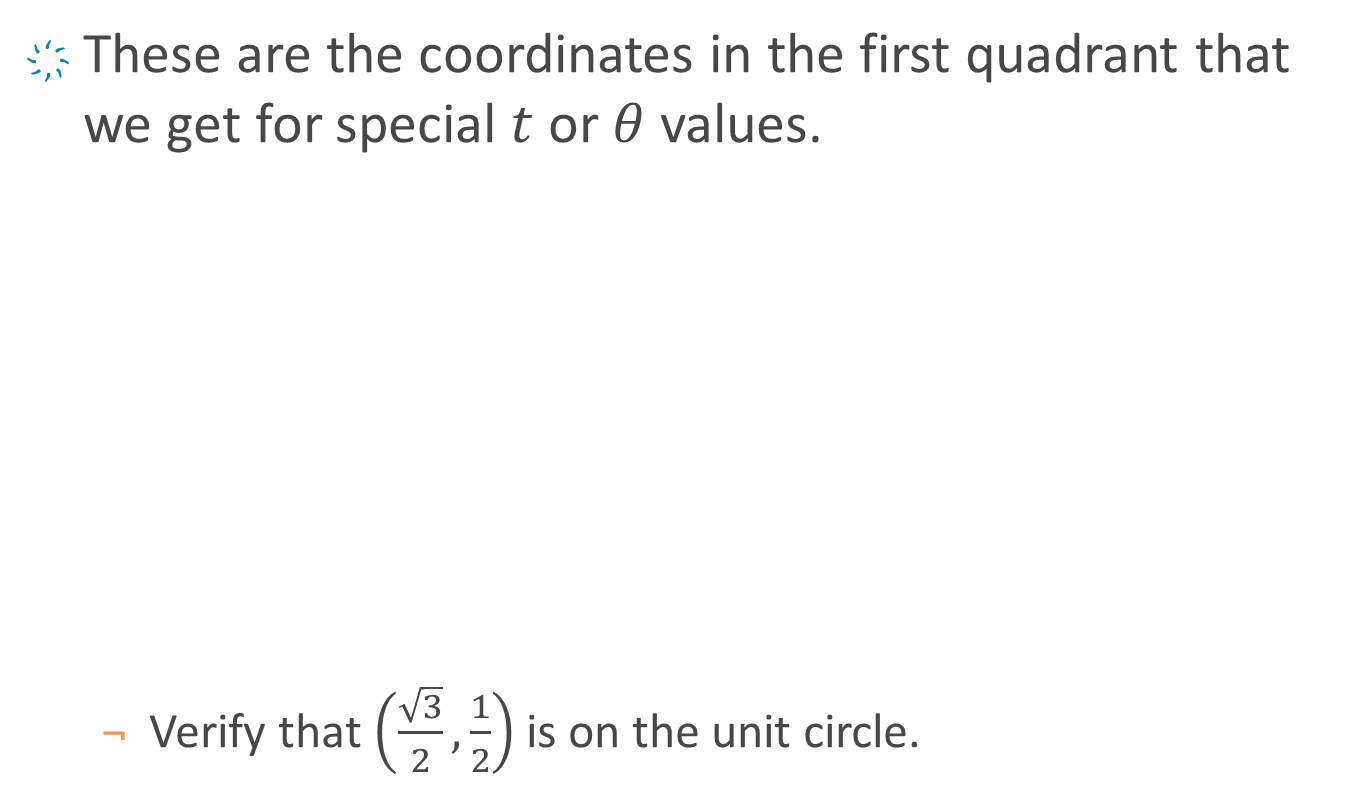 These are the coordinates in the first quadrant that
we get for special t or θ values.
¬ Verify that (√3/2, 1/2) is on the unit circle.